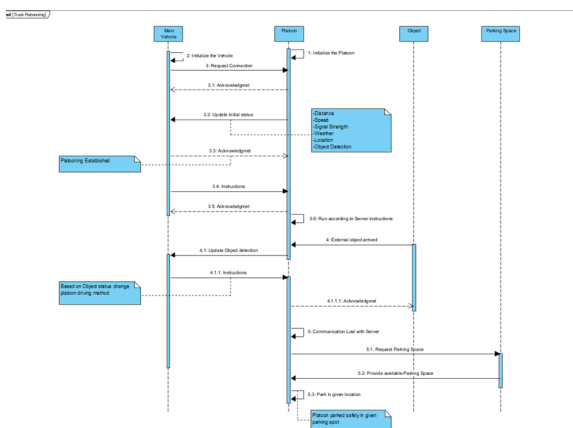 sd [Truck Platooning]
Main
Vehicle
Platoon
Object
Parking Space
1: Initialize the Platoon
2: Initialize the Vehicle
3: Request Connection
3.1: Acknowledgmet
3.2: Update Initial status
-Distance
-Speed
-Signal Strength
-Weather
-Location
-Object Detection
3.3: Acknowledgmet
Platooning Established
3.4: Instructions
3.5: Acknowledgmet
3.6: Run according to Server Instructions
4: External object arrived
4.1: Update Object detection
4.1.1: Instructions
Based on Object status change
platoon driving method
4.1.1.1: Acknowledgmet
5: Communication Lost with Server
5.1: Request Parking Space
5.2: Provide available Parking Space
5.3: Park in given location
Platoon parked safely in given
parking spot